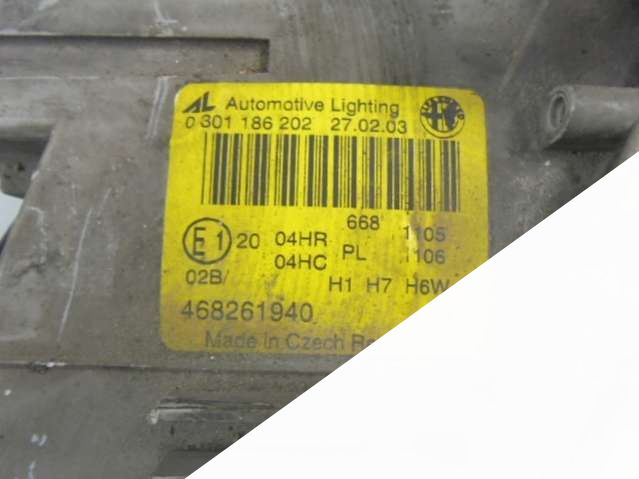 AL Automotive Lighting
0 301 186 202 27.02.03
668
E1 20 04HR PL 1105
04HC 1106
02B/ H1 H7 H6W
468261940
Made in Czech